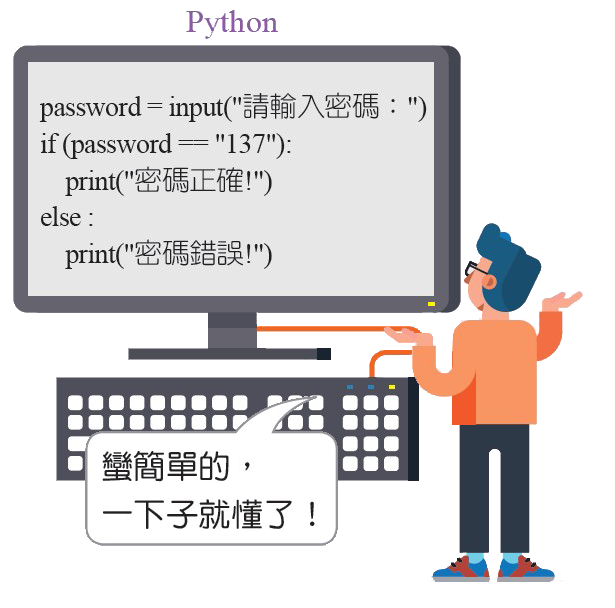 Python
password = input("請輸入密碼：")
if (password == "137"):
    print("密碼正確!")
else :
    print("密碼錯誤!")
蠻簡單的，
一下子就懂了！